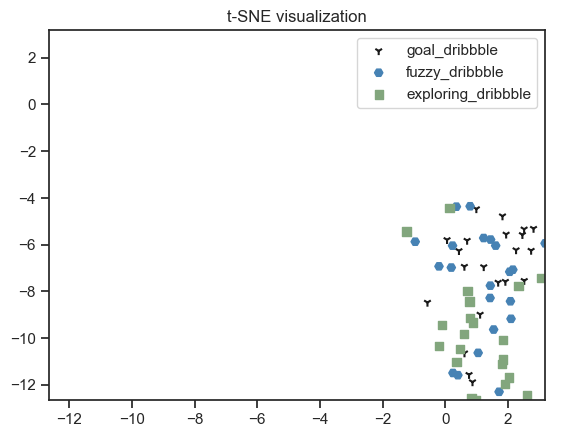 t-SNE visualization
goal_dribbble
fuzzy_dribbble
exploring_dribbble
2
0
−2
−4
−6
−8
−10
−12
−12 −10 −8 −6 −4 −2 0 2